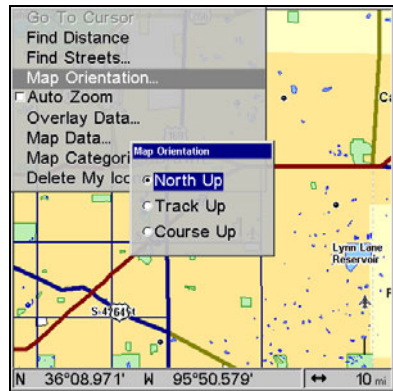 Go To Cursor
Find Distance
Find Streets...
Map Orientation...
Auto Zoom
Overlay Data...
Map Data...
Map Categori
Delete My Ico
Map Orientation
North Up
Track Up
Course Up
Lynn Lane
Reservoir
N 36°08.971' W 95°50.579' ↔ 10 mi